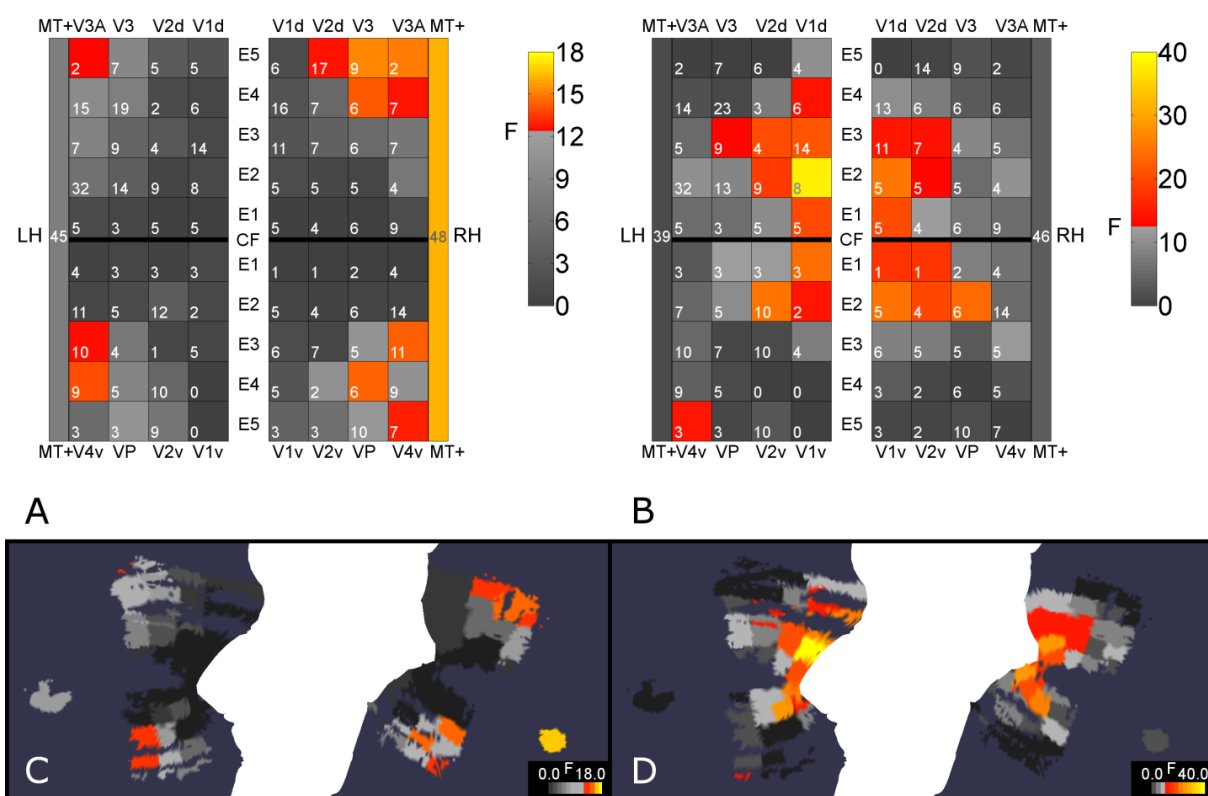 MT+V3A V3 V2d V1d V1d V2d V3 V3A MT+
2 7 5 5 E5 6 17 9 2
15 19 2 6 E4 16 7 6 7
7 9 4 14 E3 11 7 6 7
32 14 9 8 E2 5 5 5 4
5 3 5 5 E1 5 4 6 9
LH 45 CF 48 RH
4 3 3 3 E1 1 1 2 4
11 5 12 2 E2 5 4 6 14
10 4 1 5 E3 6 7 5 11
9 5 10 0 E4 5 2 6 9
3 3 9 0 E5 3 3 10 7
MT+V4v VP V2v V1v V1v V2v VP V4v MT+
F
18
15
12
9
6
3
0
A
MT+V3A V3 V2d V1d V1d V2d V3 V3A MT+
2 7 6 4 E5 0 14 9 2
14 23 3 6 E4 13 6 6 6
5 9 4 14 E3 11 7 4 5
32 13 9 8 E2 5 5 5 4
5 3 5 5 E1 5 4 6 9
LH 39 CF 46 RH
3 3 3 3 E1 1 1 2 6
7 5 10 2 E2 5 4 6 14
10 7 10 4 E3 6 5 5 5
9 5 0 0 E4 3 2 6 5
3 2 10 0 E5 3 2 10 7
MT+V4v VP V2v V1v V1v V2v VP V4v MT+
F
40
30
20
10
0
B
C
0.0 F 18.0
D
0.0 F 40.0